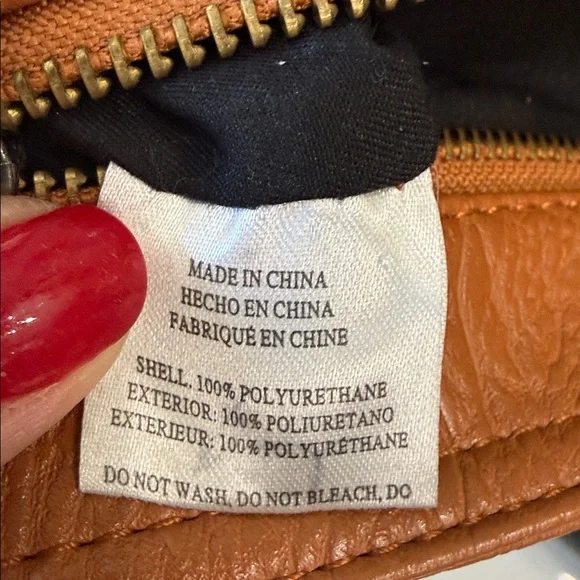 MADE IN CHINA
HECHO EN CHINA
FABRIQUÉ EN CHINE
SHELL. 100% POLYURETHANE
EXTERIOR: 100% POLIURETANO
EXTERIEUR: 100% POLYURÉTHANE
DO NOT WASH, DO NOT BLEACH, DO